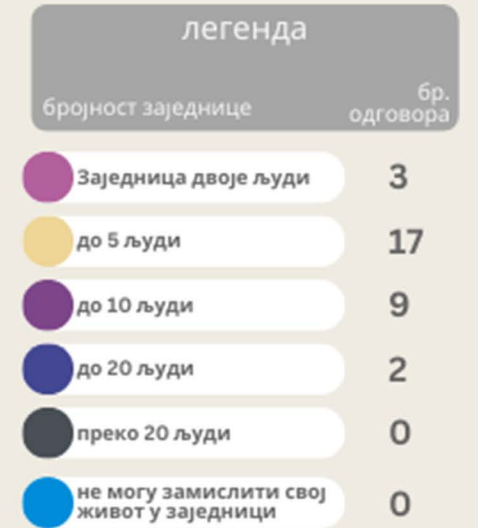 легенда
бројност заједнице
бр.
одговора
Заједница двоје људи 3
до 5 људи 17
до 10 људи 9
до 20 људи 2
преко 20 људи 0
не могу замислити свој
живот у заједници 0